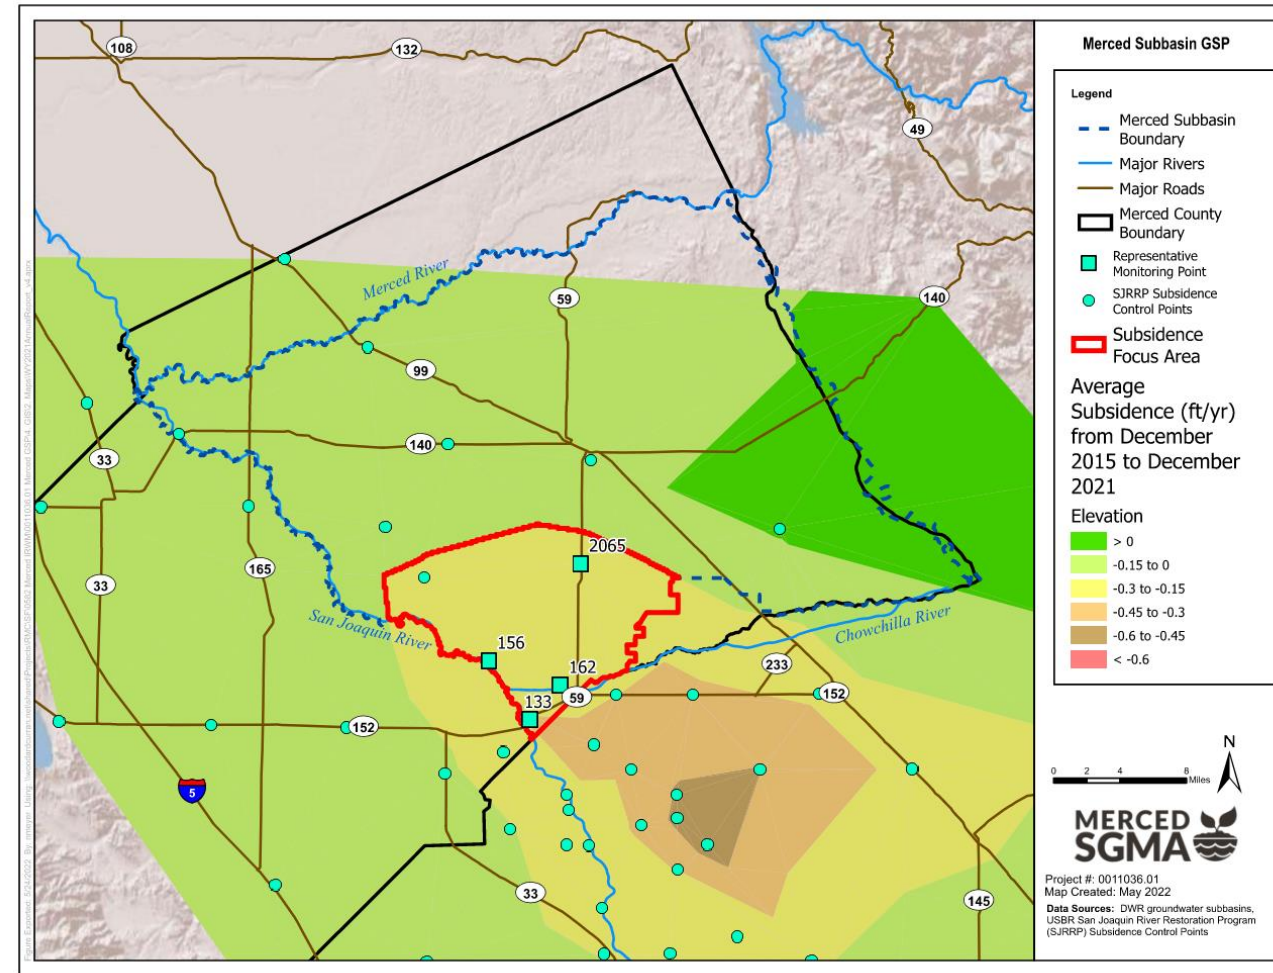 Merced Subbasin GSP
Legend
Merced Subbasin
Boundary
Major Rivers
Major Roads
Merced County
Boundary
Representative
Monitoring Point
SJRRP Subsidence
Control Points
Subsidence
Focus Area
Average
Subsidence (ft/yr)
from December
2015 to December
2021
Elevation
> 0
-0.15 to 0
-0.3 to -0.15
-0.45 to -0.3
-0.6 to -0.45
< -0.6
N
0 2 4 8
Miles
MERCED
SGMA
Project #: 0011036.01
Map Created: May 2022
Data Sources: DWR groundwater subbasins,
USBR San Joaquin River Restoration Program
(SJRRP) Subsidence Control Points
108
132
49
Merced River
59
140
99
140
33
2065
165
33
San Joaquin River
156
Chowchilla River
162
233
59
152
133
152
5
33
145